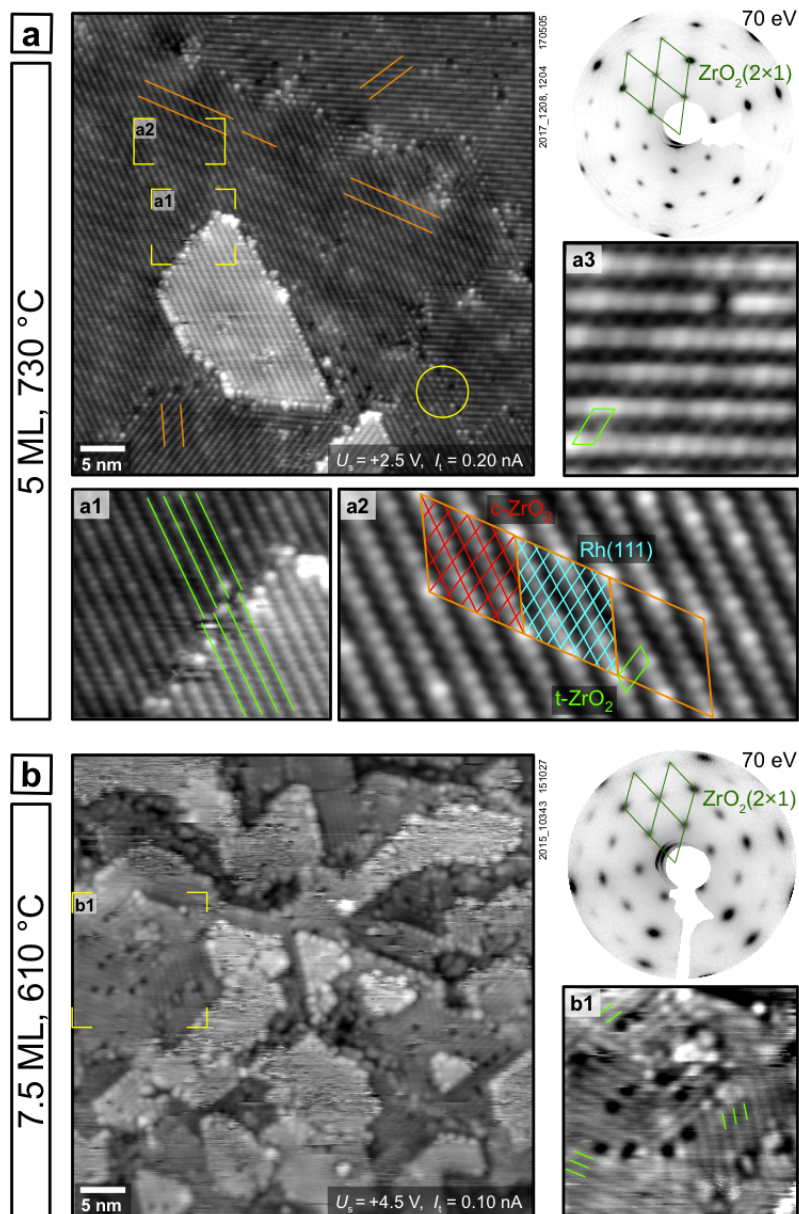 a
5 ML, 730 °C
a2
a1
5 nm
Uₛ = +2.5 V, Iₜ = 0.20 nA
2017_1208, 1204 170505
70 eV
ZrO₂(2×1)
a3
a1
a2
c-ZrO₂
Rh(111)
t-ZrO₂
b
7.5 ML, 610 °C
b1
5 nm
Uₛ = +4.5 V, Iₜ = 0.10 nA
2015_10343 151027
70 eV
ZrO₂(2×1)
b1